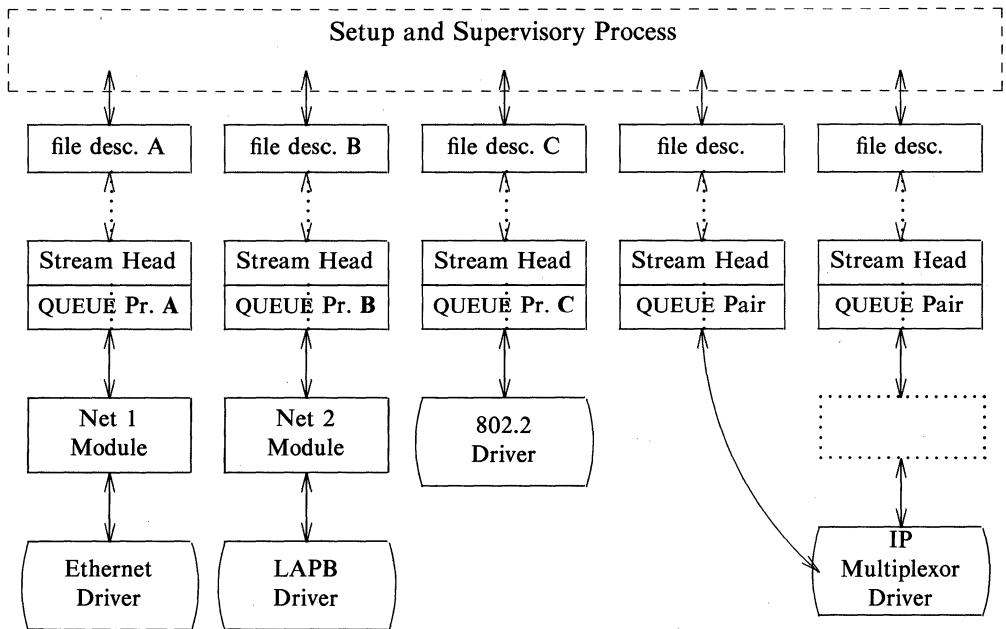 Setup and Supervisory Process
file desc. A
file desc. B
file desc. C
file desc.
file desc.
Stream Head
Stream Head
Stream Head
Stream Head
Stream Head
QUEUE Pr. A
QUEUE Pr. B
QUEUE Pr. C
QUEUE Pair
QUEUE Pair
Net 1
Module
Net 2
Module
802.2
Driver
Ethernet
Driver
LAPB
Driver
IP
Multiplexor
Driver